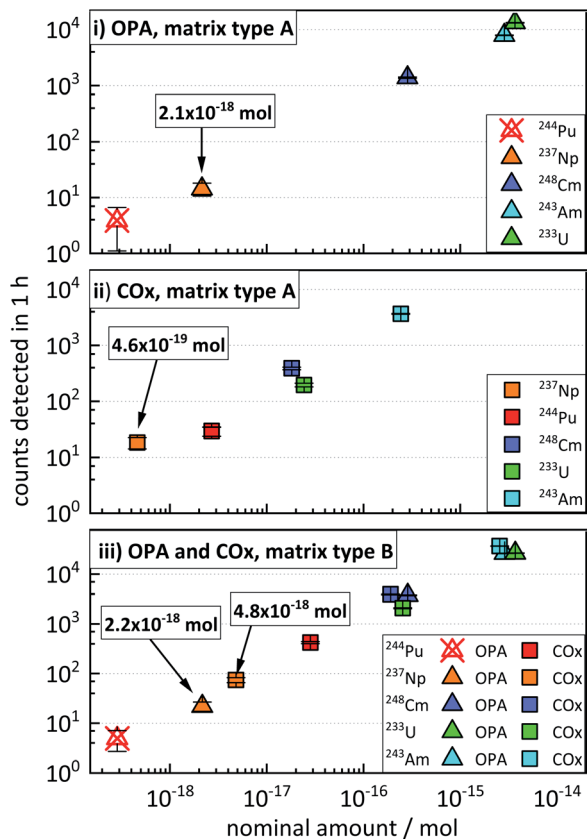 i) OPA, matrix type A
10⁴
10³
10²
10¹
10⁰
2.1x10⁻¹⁸ mol
²⁴⁴Pu
²³⁷Np
²⁴⁸Cm
²⁴³Am
²³³U
counts detected in 1 h
ii) COx, matrix type A
10⁴
10³
10²
10¹
10⁰
4.6x10⁻¹⁹ mol
²³⁷Np
²⁴⁴Pu
²⁴⁸Cm
²³³U
²⁴³Am
iii) OPA and COx, matrix type B
10⁴
10³
10²
10¹
10⁰
2.2x10⁻¹⁸ mol
4.8x10⁻¹⁸ mol
²⁴⁴Pu OPA COx
²³⁷Np OPA COx
²⁴⁸Cm OPA COx
²³³U OPA COx
²⁴³Am OPA COx
10⁻¹⁸ 10⁻¹⁷ 10⁻¹⁶ 10⁻¹⁵ 10⁻¹⁴
nominal amount / mol